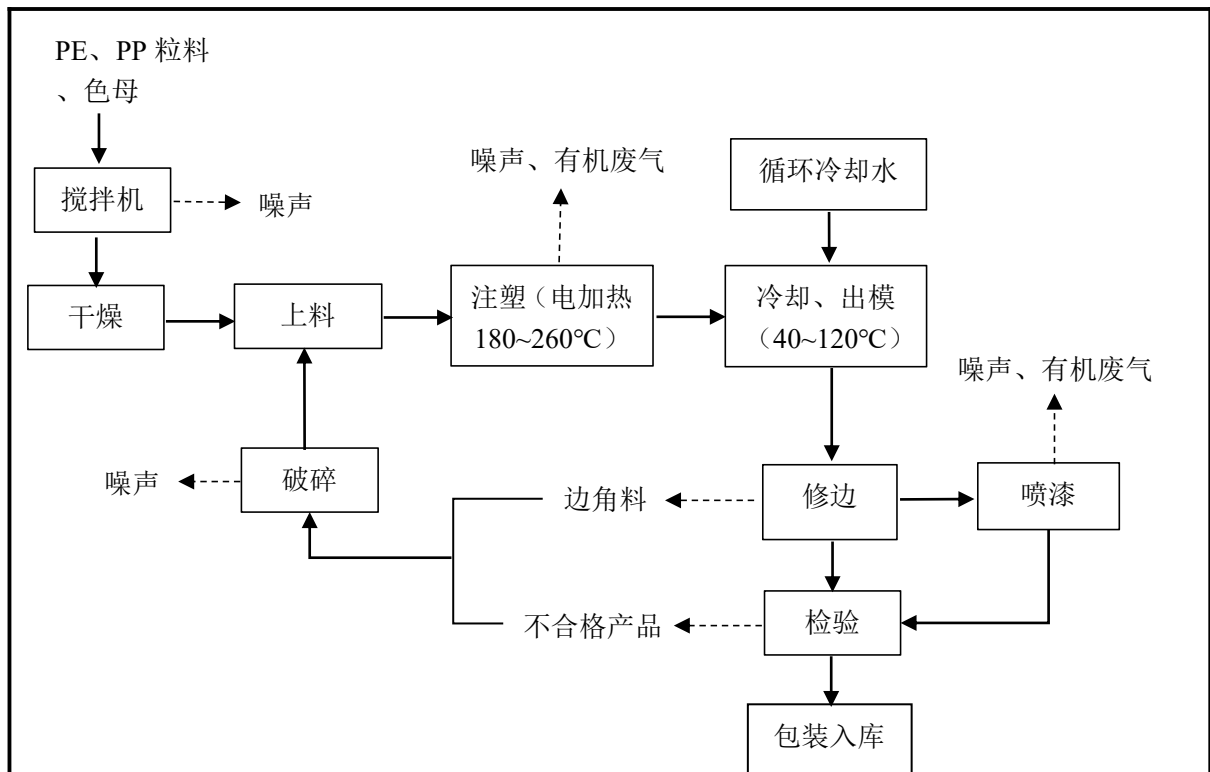 PE、PP 粒料
、色母
噪声、有机废气
循环冷却水
搅拌机
噪声
干燥
上料
注塑（电加热
180~260℃）
冷却、出模
（40~120℃）
噪声、有机废气
噪声
破碎
边角料
修边
喷漆
不合格产品
检验
包装入库